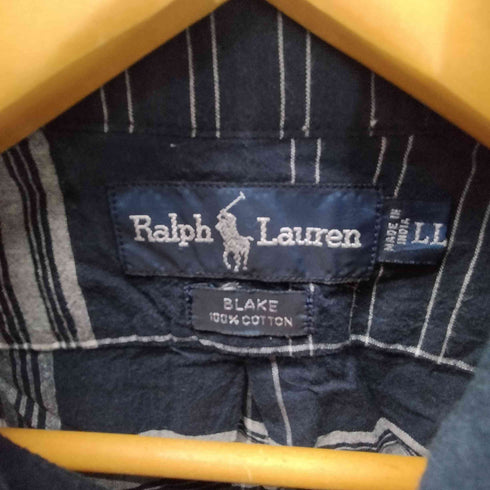 Ralph Lauren
MADE IN
INDIA
LL
BLAKE
100% COTTON